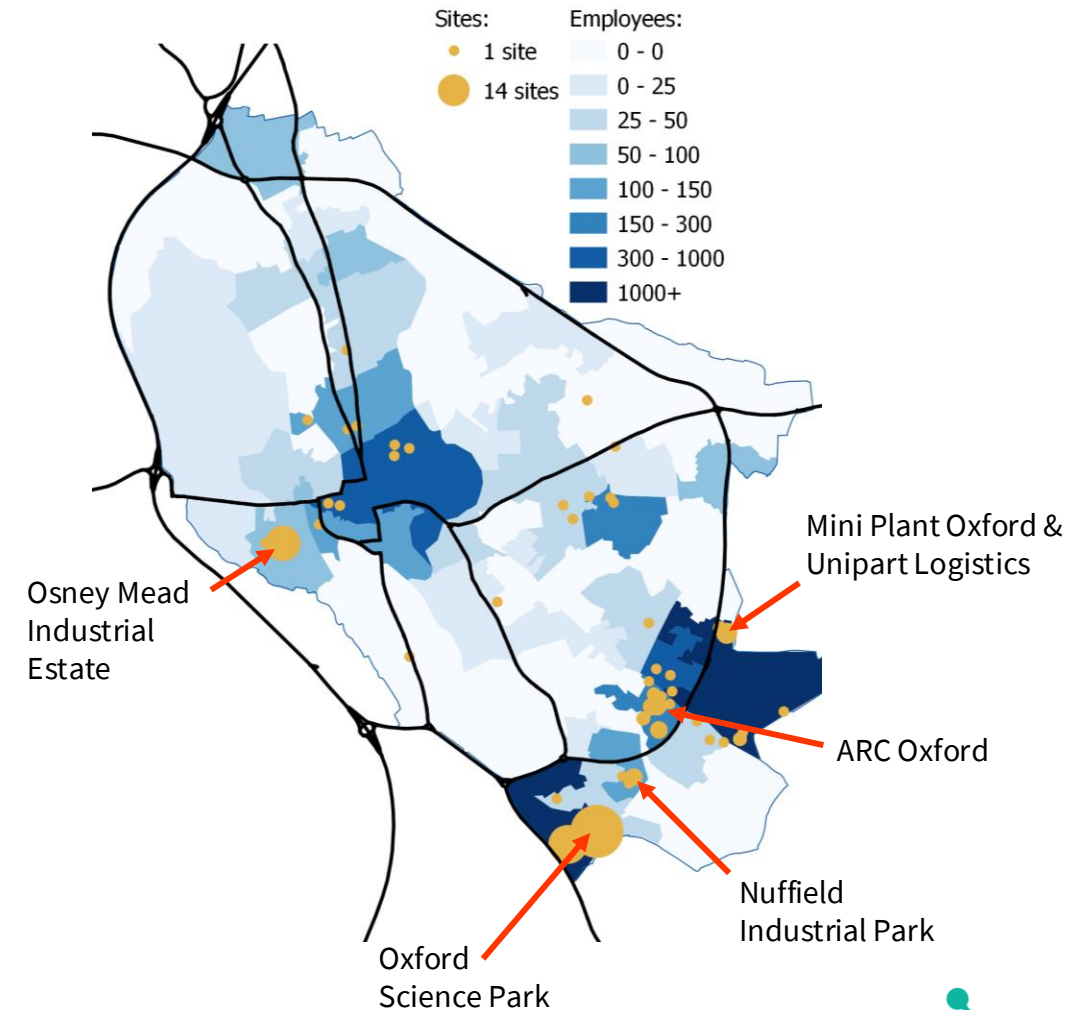 Sites:
1 site
14 sites
Employees:
0 - 0
0 - 25
25 - 50
50 - 100
100 - 150
150 - 300
300 - 1000
1000+
Mini Plant Oxford &
Unipart Logistics
Osney Mead
Industrial
Estate
ARC Oxford
Nuffield
Industrial Park
Oxford
Science Park